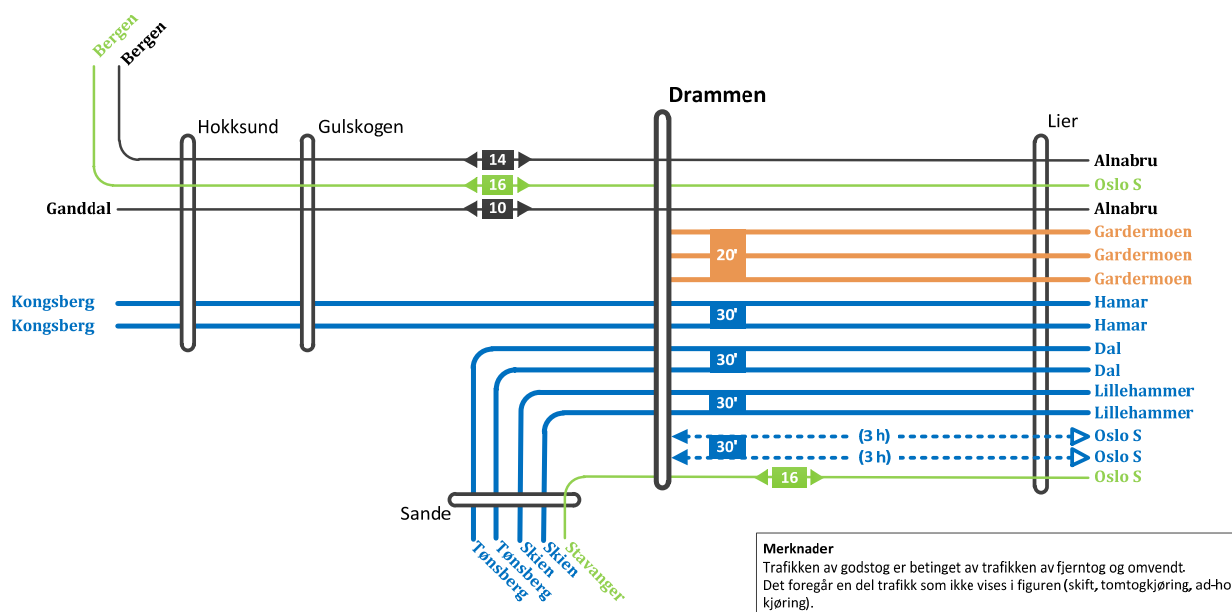 Bergen
Bergen
Drammen
Hokksund
Gulskogen
Lier
14
Alnabru
16
Oslo S
Ganddal
10
Alnabru
Gardermoen
20'
Gardermoen
Gardermoen
Kongsberg
Hamar
30'
Kongsberg
Hamar
Dal
30'
Dal
Lillehammer
30'
Lillehammer
(3 h)
Oslo S
30'
(3 h)
Oslo S
16
Oslo S
Sande
Tønsberg
Tønsberg
Skien
Skien
Stavanger
Merknader
Trafikken av godstog er betinget av trafikken av fjerntog og omvendt.
Det foregår en del trafikk som ikke vises i figuren (skift, tomtogkjøring, ad-ho
kjøring).